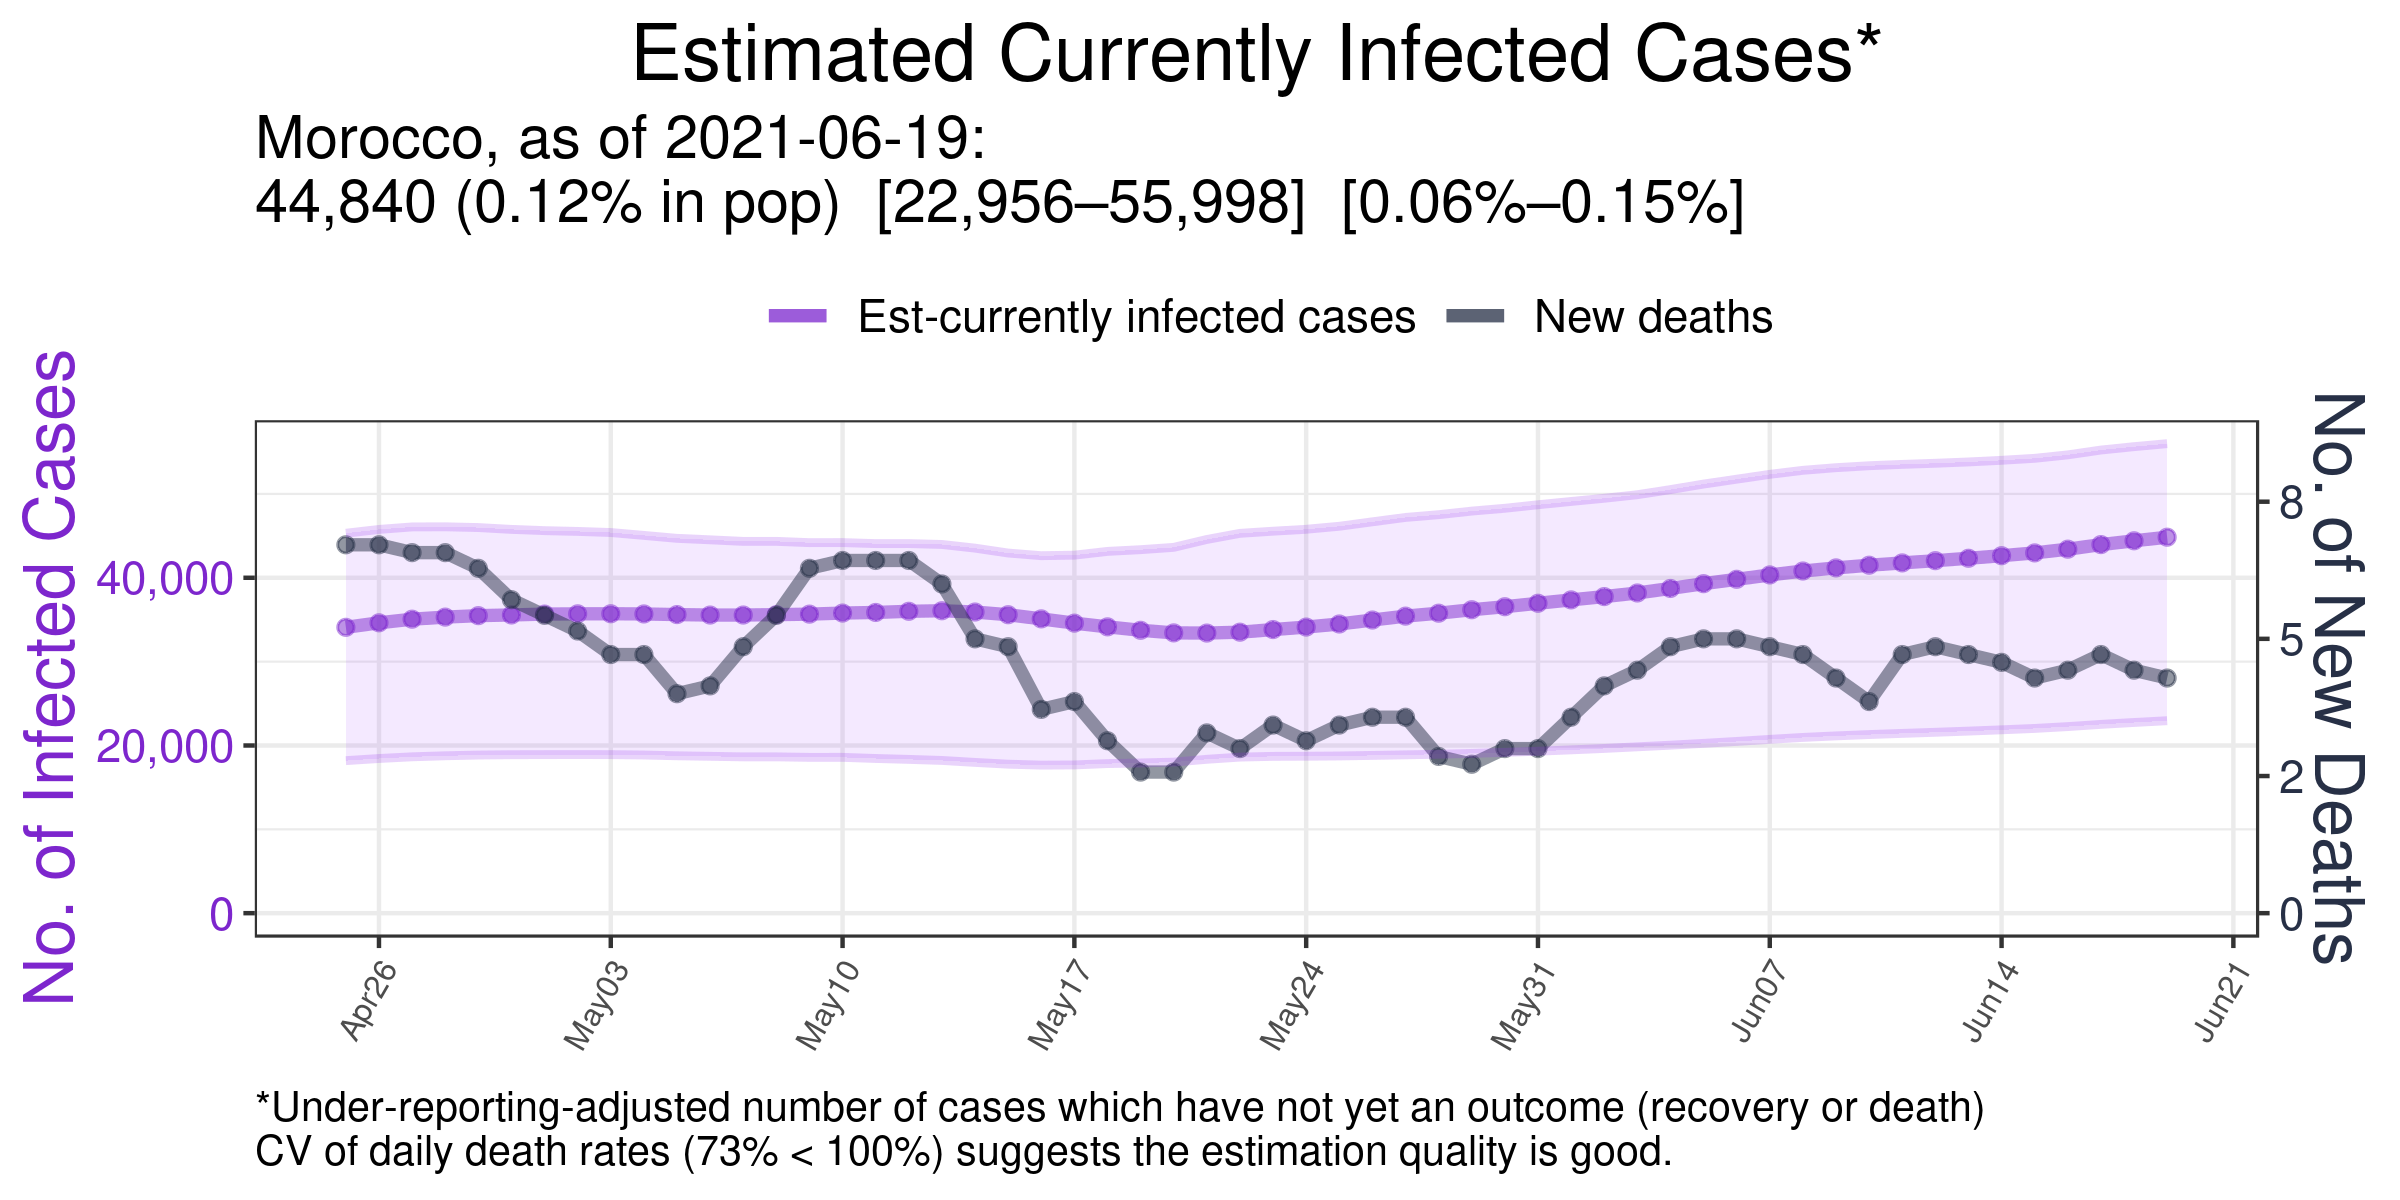 Estimated Currently Infected Cases*
Morocco, as of 2021-06-19:
44,840 (0.12% in pop)  [22,956–55,998]  [0.06%–0.15%]
Est-currently infected cases
New deaths
No. of Infected Cases
40,000
20,000
0
No. of New Deaths
8
5
2
0
Apr26
May03
May10
May17
May24
May31
Jun07
Jun14
Jun21
*Under-reporting-adjusted number of cases which have not yet an outcome (recovery or death)
CV of daily death rates (73% < 100%) suggests the estimation quality is good.